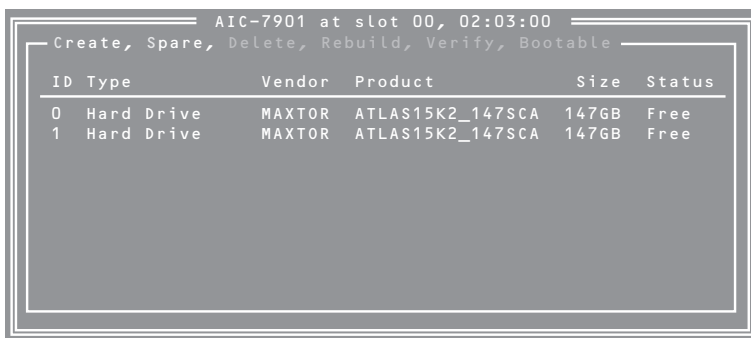 AIC-7901 at slot 00, 02:03:00
Create, Spare, Delete, Rebuild, Verify, Bootable
ID Type Vendor Product Size Status
0 Hard Drive MAXTOR ATLAS15K2_147SCA 147GB Free
1 Hard Drive MAXTOR ATLAS15K2_147SCA 147GB Free